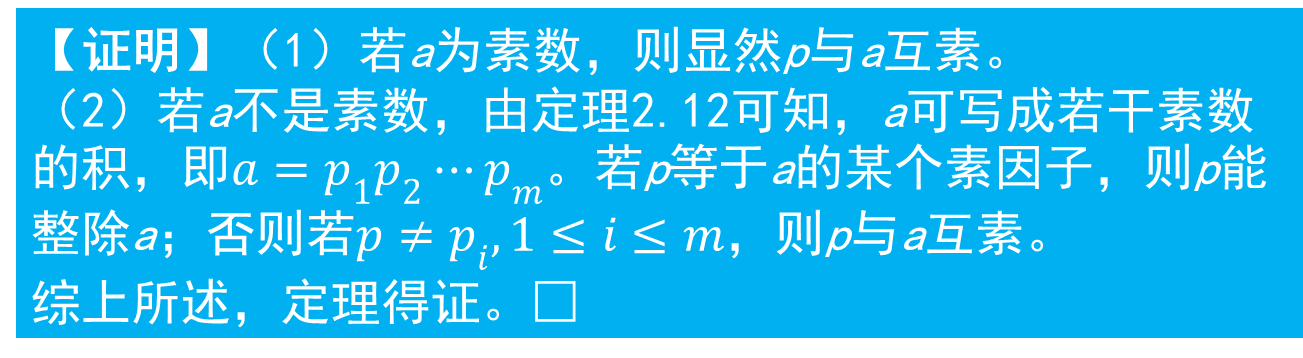 【证明】（1）若a为素数，则显然p与a互素。
（2）若a不是素数，由定理2.12可知，a可写成若干素数
的积，即a = p₁p₂ ⋯ pₘ。若p等于a的某个素因子，则p能
整除a；否则若p ≠ pᵢ, 1 ≤ i ≤ m，则p与a互素。
综上所述，定理得证。□